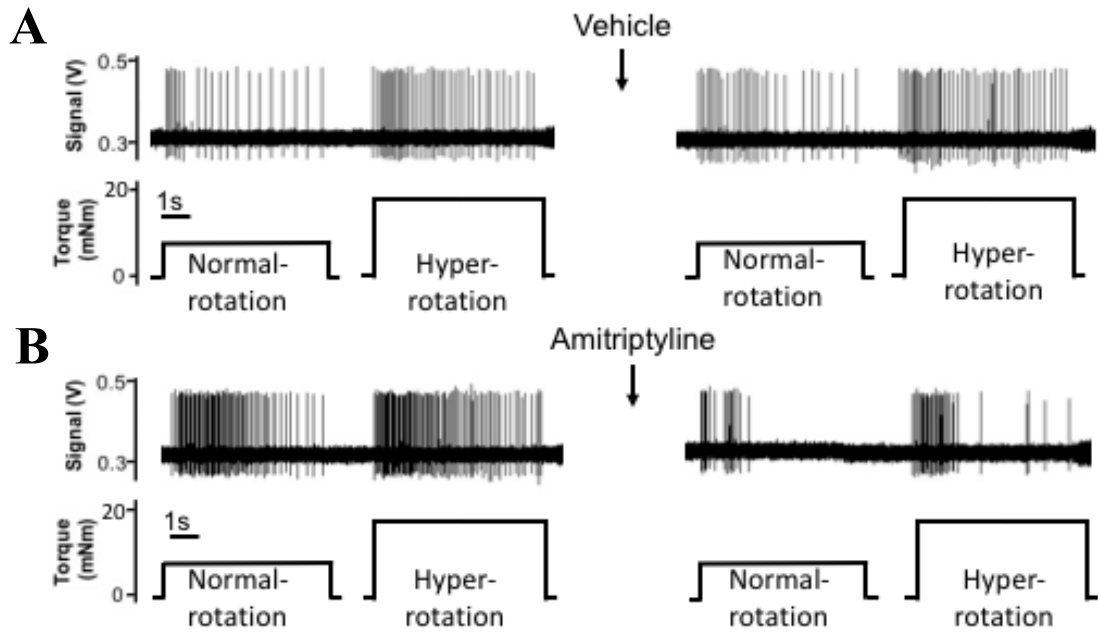 A
Vehicle
Signal (V)
0.5
0.3
Torque
(mNm)
20
0
1s
Normal-
rotation
Hyper-
rotation
Normal-
rotation
Hyper-
rotation
B
Amitriptyline
Signal (V)
0.5
0.3
Torque
(mNm)
20
0
1s
Normal-
rotation
Hyper-
rotation
Normal-
rotation
Hyper-
rotation